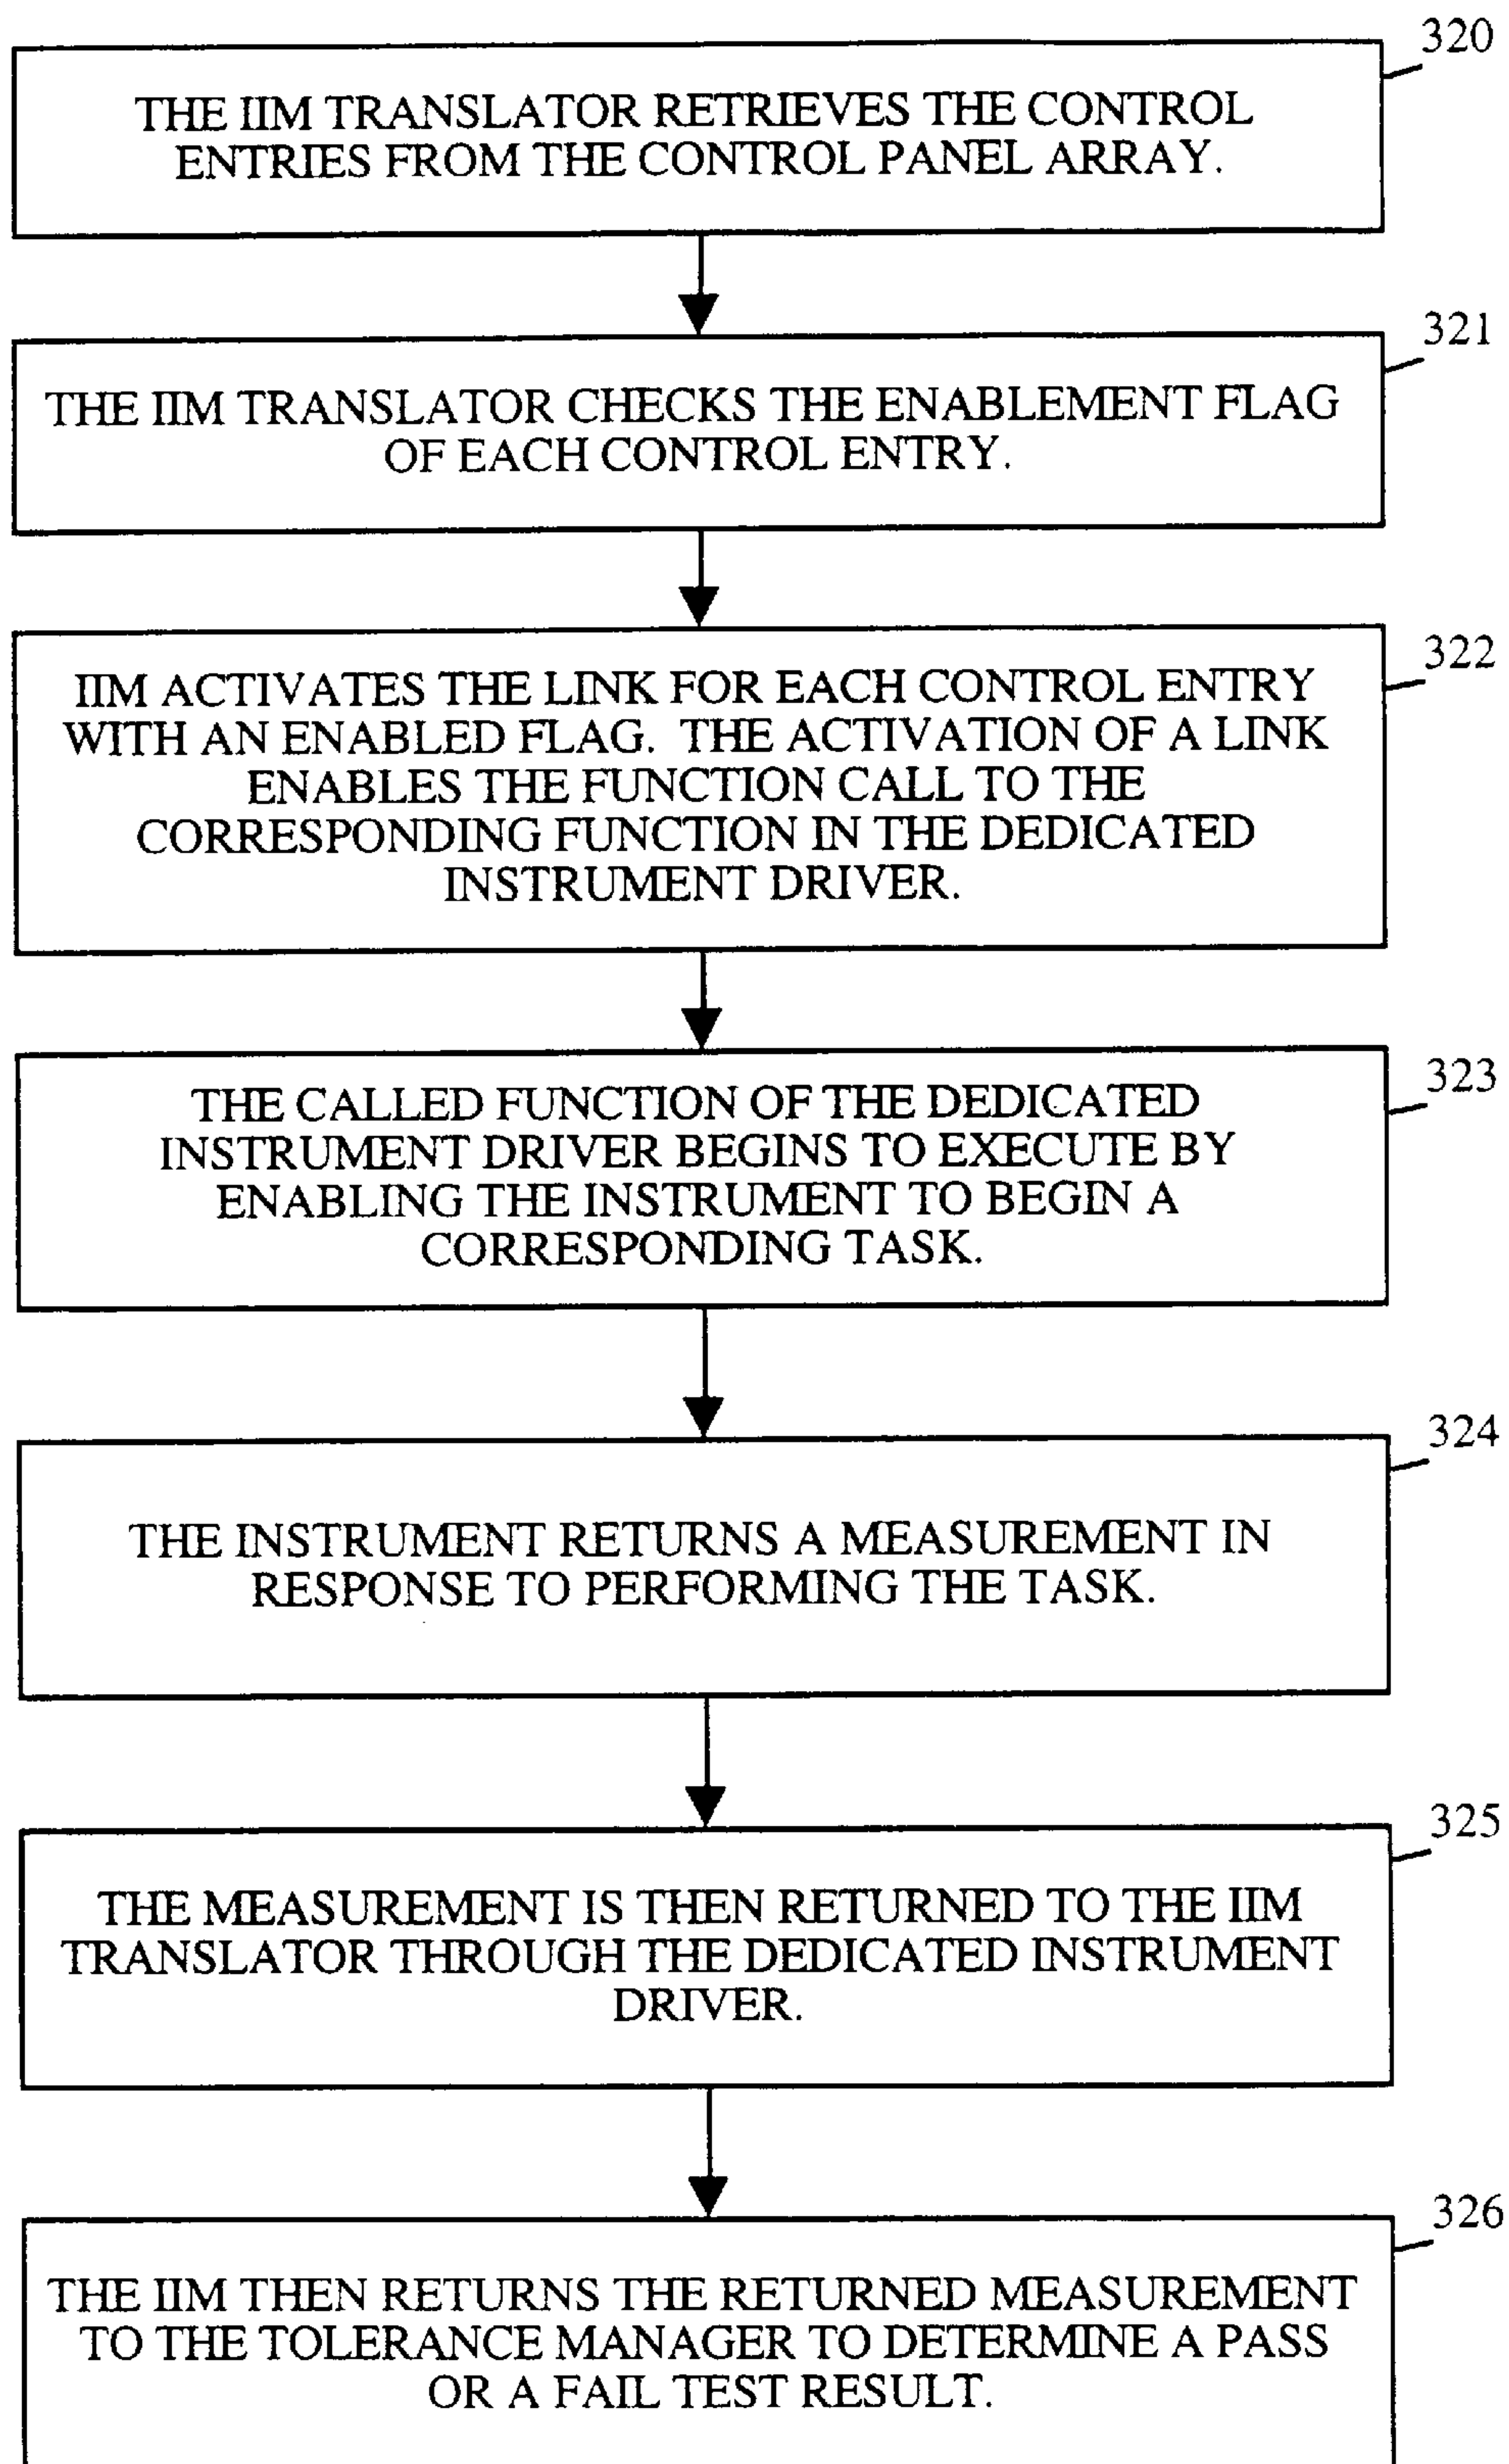 320
THE IIM TRANSLATOR RETRIEVES THE CONTROL
ENTRIES FROM THE CONTROL PANEL ARRAY.
321
THE IIM TRANSLATOR CHECKS THE ENABLEMENT FLAG
OF EACH CONTROL ENTRY.
322
IIM ACTIVATES THE LINK FOR EACH CONTROL ENTRY
WITH AN ENABLED FLAG. THE ACTIVATION OF A LINK
ENABLES THE FUNCTION CALL TO THE
CORRESPONDING FUNCTION IN THE DEDICATED
INSTRUMENT DRIVER.
323
THE CALLED FUNCTION OF THE DEDICATED
INSTRUMENT DRIVER BEGINS TO EXECUTE BY
ENABLING THE INSTRUMENT TO BEGIN A
CORRESPONDING TASK.
324
THE INSTRUMENT RETURNS A MEASUREMENT IN
RESPONSE TO PERFORMING THE TASK.
325
THE MEASUREMENT IS THEN RETURNED TO THE IIM
TRANSLATOR THROUGH THE DEDICATED INSTRUMENT
DRIVER.
326
THE IIM THEN RETURNS THE RETURNED MEASUREMENT
TO THE TOLERANCE MANAGER TO DETERMINE A PASS
OR A FAIL TEST RESULT.